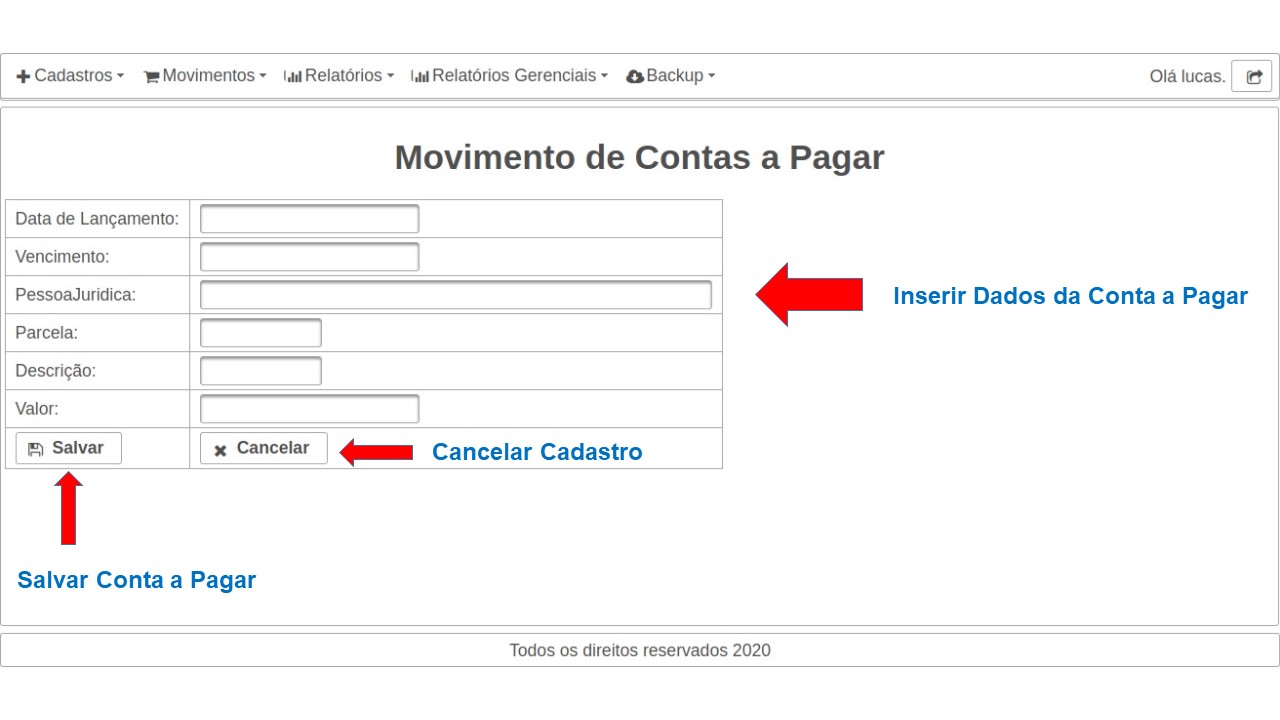 Cadastros Movimentos Relatórios Relatórios Gerenciais Backup Olá lucas.
Movimento de Contas a Pagar
Data de Lançamento:
Vencimento:
PessoaJuridica:
Inserir Dados da Conta a Pagar
Parcela:
Descrição:
Valor:
Salvar Cancelar Cancelar Cadastro
Salvar Conta a Pagar
Todos os direitos reservados 2020